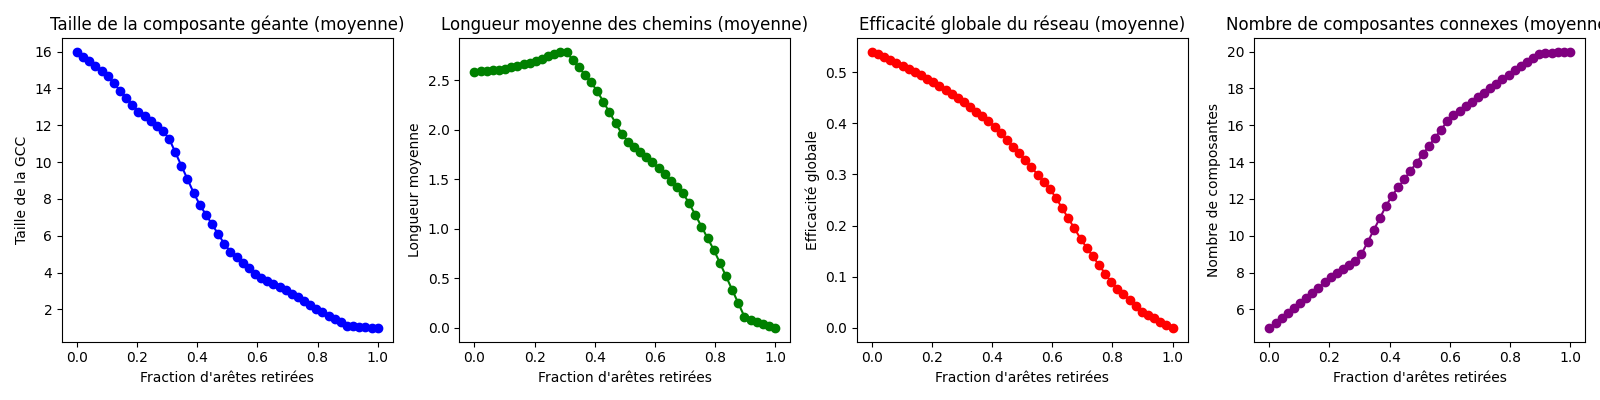 Taille de la composante géante (moyenne)
Taille de la GCC
16
14
12
10
8
6
4
2
0.0 0.2 0.4 0.6 0.8 1.0
Fraction d'arêtes retirées
Longueur moyenne des chemins (moyenne)
Longueur moyenne
2.5
2.0
1.5
1.0
0.5
0.0
0.0 0.2 0.4 0.6 0.8 1.0
Fraction d'arêtes retirées
Efficacité globale du réseau (moyenne)
Efficacité globale
0.5
0.4
0.3
0.2
0.1
0.0
0.0 0.2 0.4 0.6 0.8 1.0
Fraction d'arêtes retirées
Nombre de composantes connexes (moyenne
Nombre de composantes
20
18
16
14
12
10
8
6
0.0 0.2 0.4 0.6 0.8 1.0
Fraction d'arêtes retirées